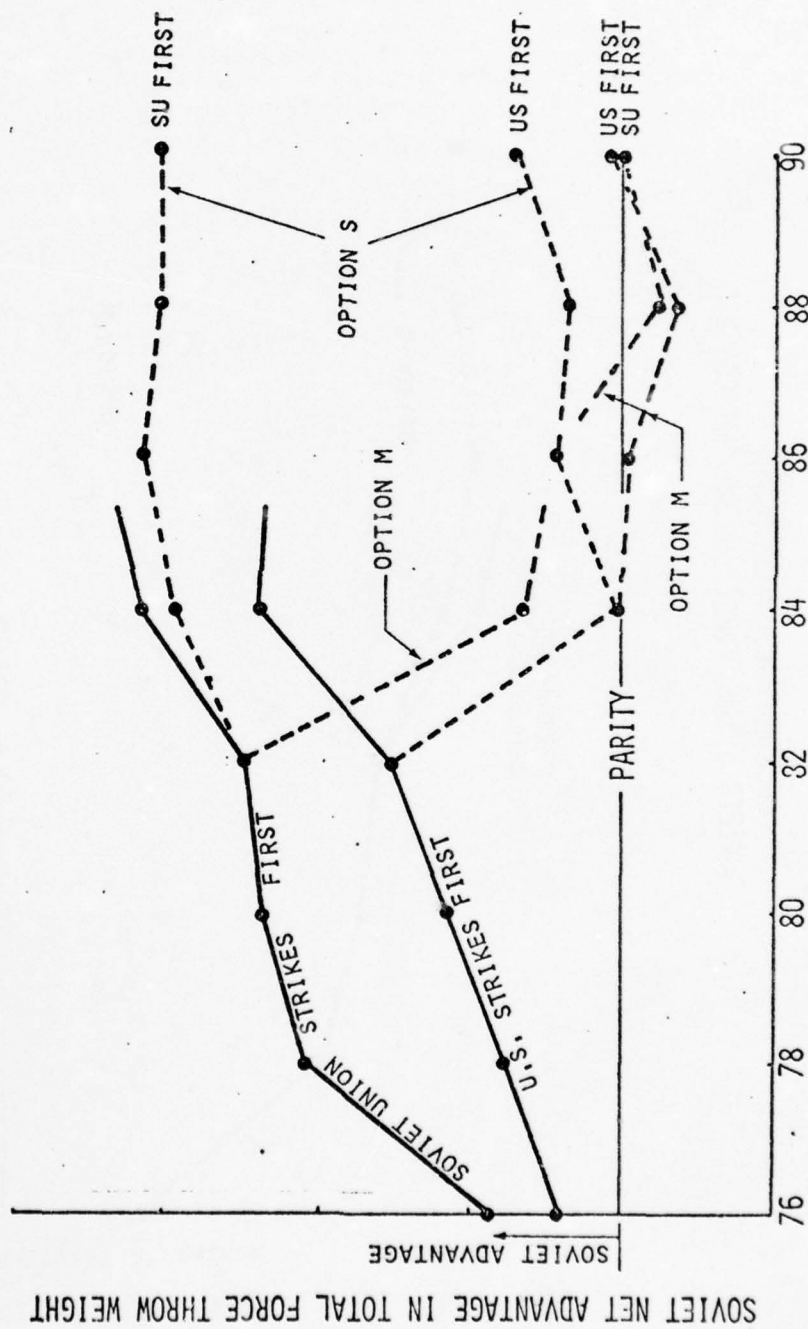 SOVIET NET ADVANTAGE IN TOTAL FORCE THROW WEIGHT
SOVIET ADVANTAGE
SOVIET UNION STRIKES FIRST
U.S. STRIKES FIRST
PARITY
OPTION M
OPTION S
OPTION M
SU FIRST
US FIRST
US FIRST
SU FIRST
76 78 80 82 84 86 88 90